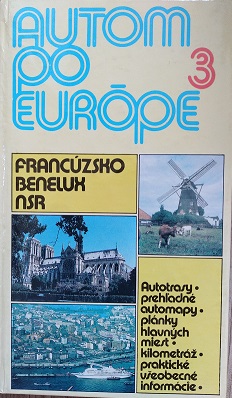 AUTOM
PO
EURÓPE
3
FRANCÚZSKO
BENELUX
NSR
Autotrasy •
prehľadné
automapy •
plánky
hlavných
miest •
kilometráž •
praktické
všeobecné
informácie •